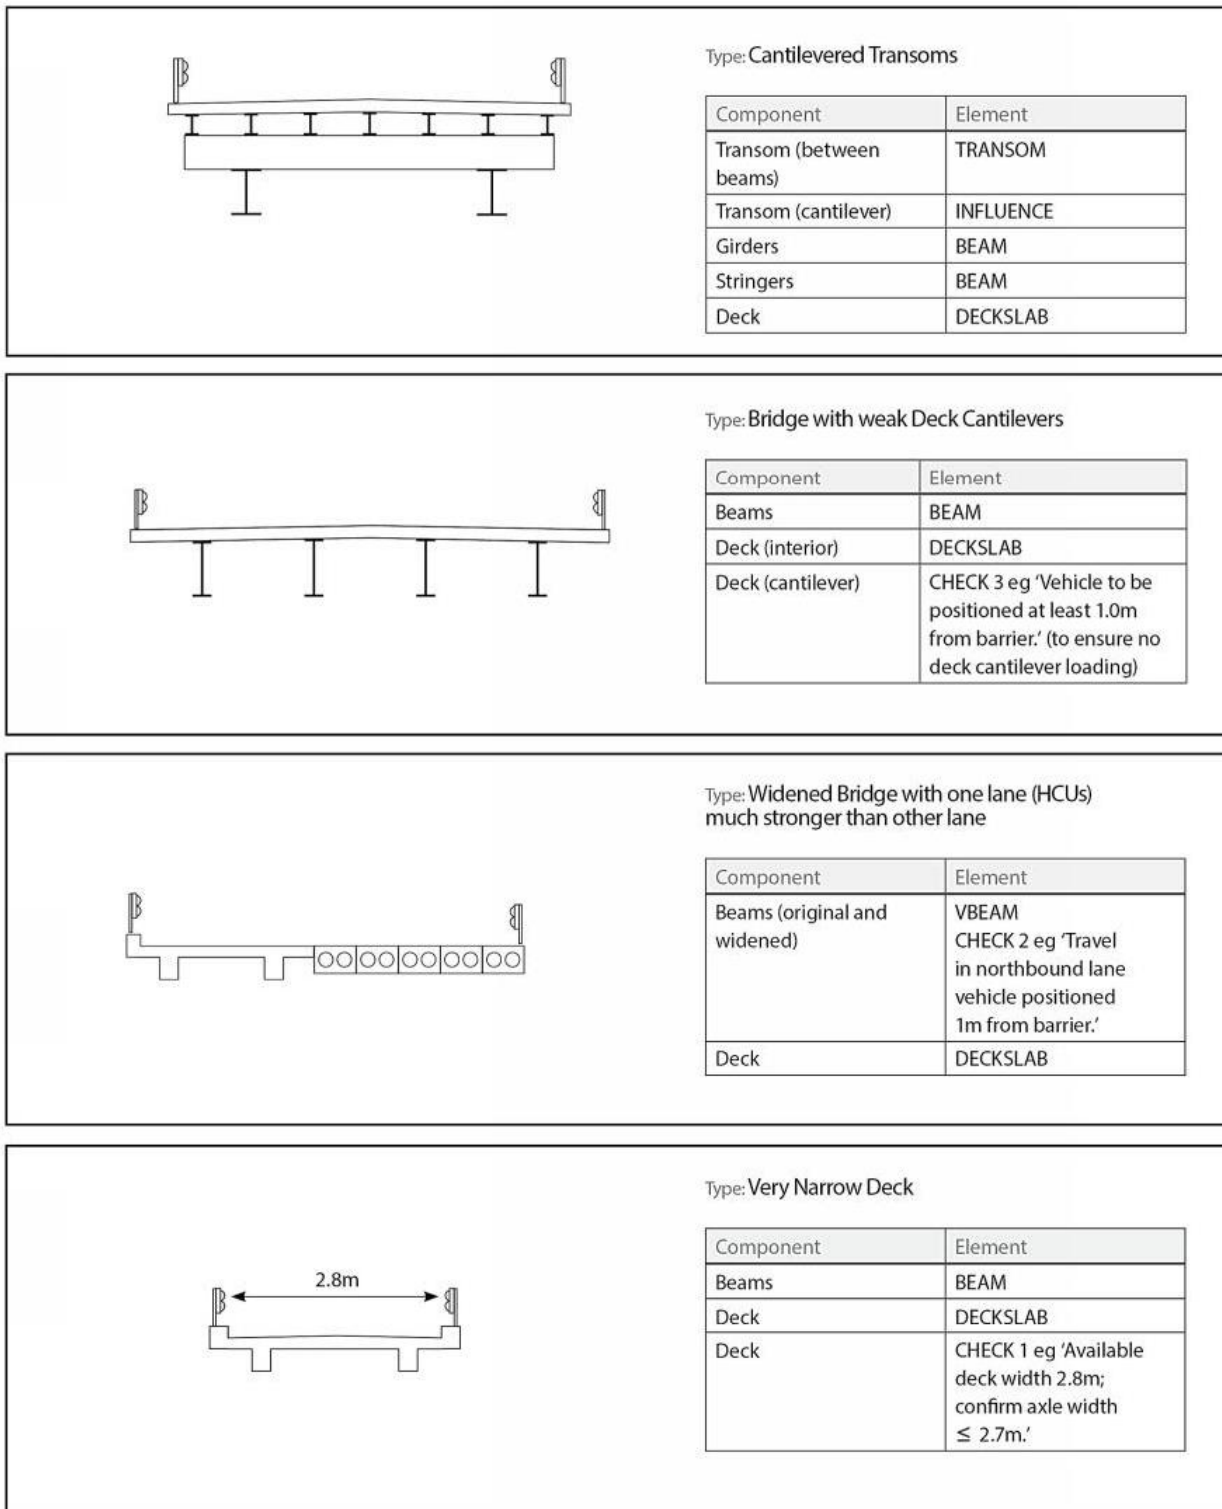 Type: Cantilevered Transoms
Component Element
Transom (between TRANSOM
beams)
Transom (cantilever) INFLUENCE
Girders BEAM
Stringers BEAM
Deck DECKSLAB
Type: Bridge with weak Deck Cantilevers
Component Element
Beams BEAM
Deck (interior) DECKSLAB
Deck (cantilever) CHECK 3 eg ‘Vehicle to be
positioned at least 1.0m
from barrier.’ (to ensure no
deck cantilever loading)
Type: Widened Bridge with one lane (HCUs)
much stronger than other lane
Component Element
Beams (original and VBEAM
widened) CHECK 2 eg ‘Travel
in northbound lane
vehicle positioned
1m from barrier.’
Deck DECKSLAB
Type: Very Narrow Deck
2.8m
Component Element
Beams BEAM
Deck DECKSLAB
Deck CHECK 1 eg ‘Available
deck width 2.8m;
confirm axle width
≤ 2.7m.’